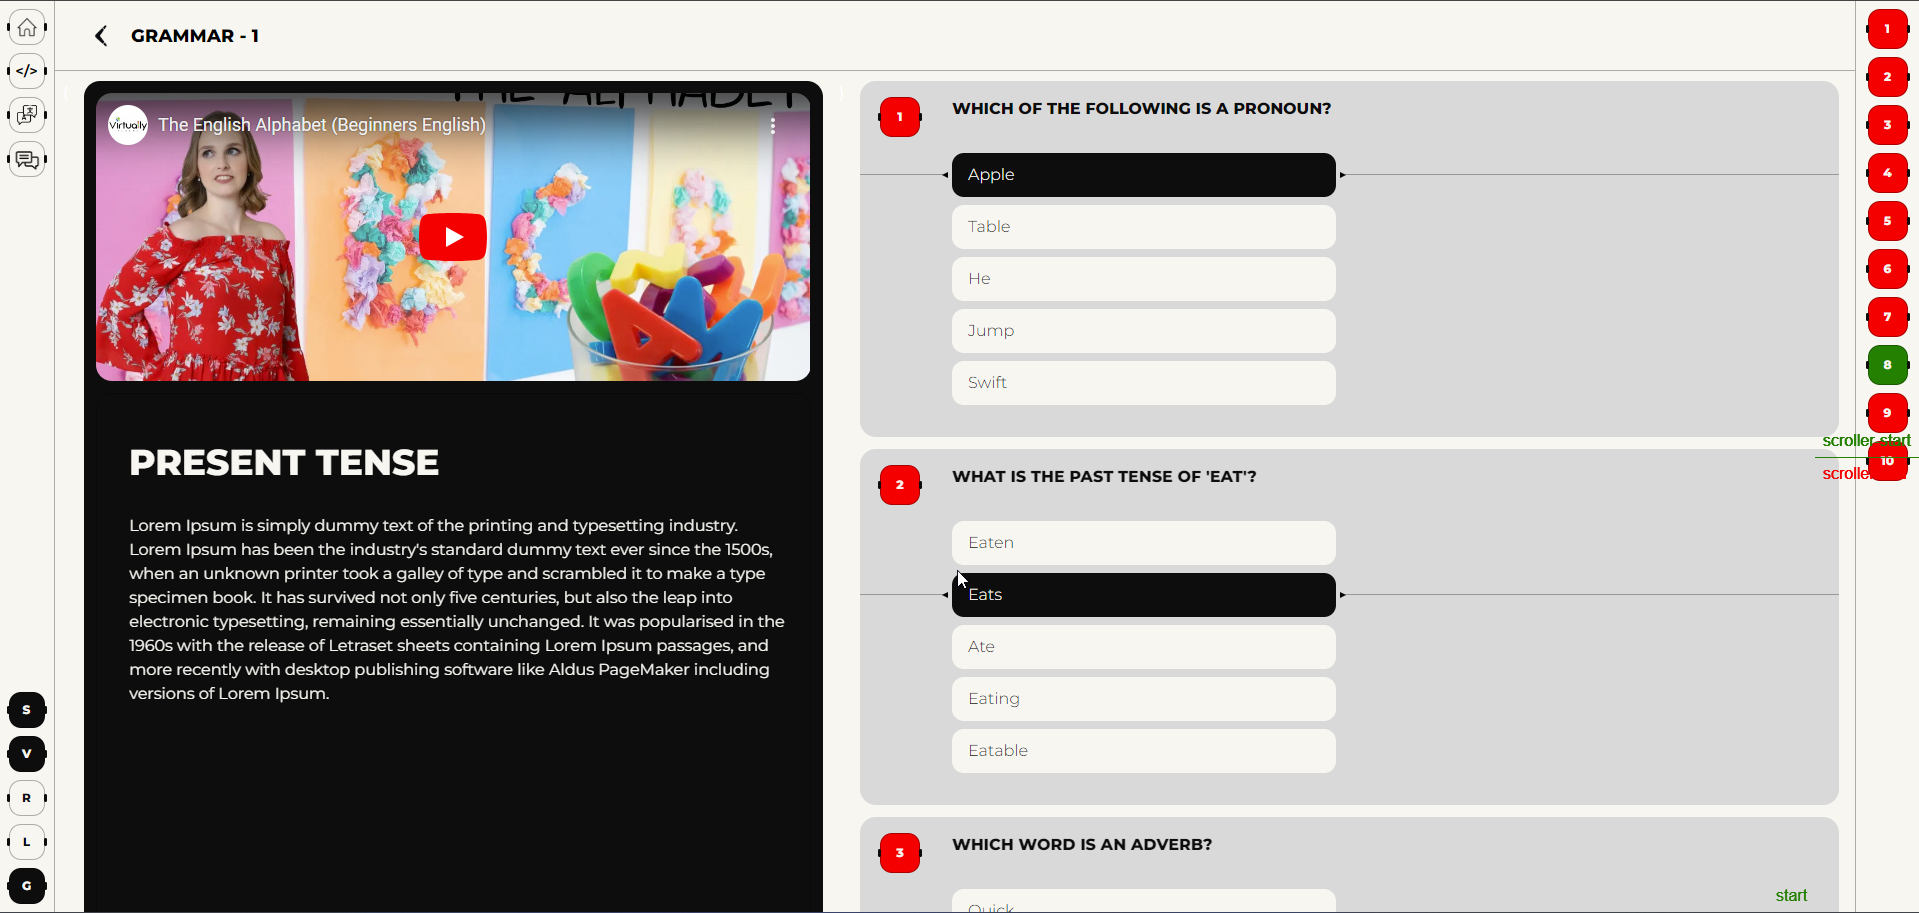 GRAMMAR - 1
</>
S
V
R
L
G
THE ALPHABET
Virtually
The English Alphabet (Beginners English)
PRESENT TENSE
Lorem Ipsum is simply dummy text of the printing and typesetting industry.
Lorem Ipsum has been the industry's standard dummy text ever since the 1500s,
when an unknown printer took a galley of type and scrambled it to make a type
specimen book. It has survived not only five centuries, but also the leap into
electronic typesetting, remaining essentially unchanged. It was popularised in the
1960s with the release of Letraset sheets containing Lorem Ipsum passages, and
more recently with desktop publishing software like Aldus PageMaker including
versions of Lorem Ipsum.
1
WHICH OF THE FOLLOWING IS A PRONOUN?
Apple
Table
He
Jump
Swift
2
WHAT IS THE PAST TENSE OF 'EAT'?
Eaten
Eats
Ate
Eating
Eatable
3
WHICH WORD IS AN ADVERB?
Quick
start
1
2
3
4
5
6
7
8
9
scroller-start
10